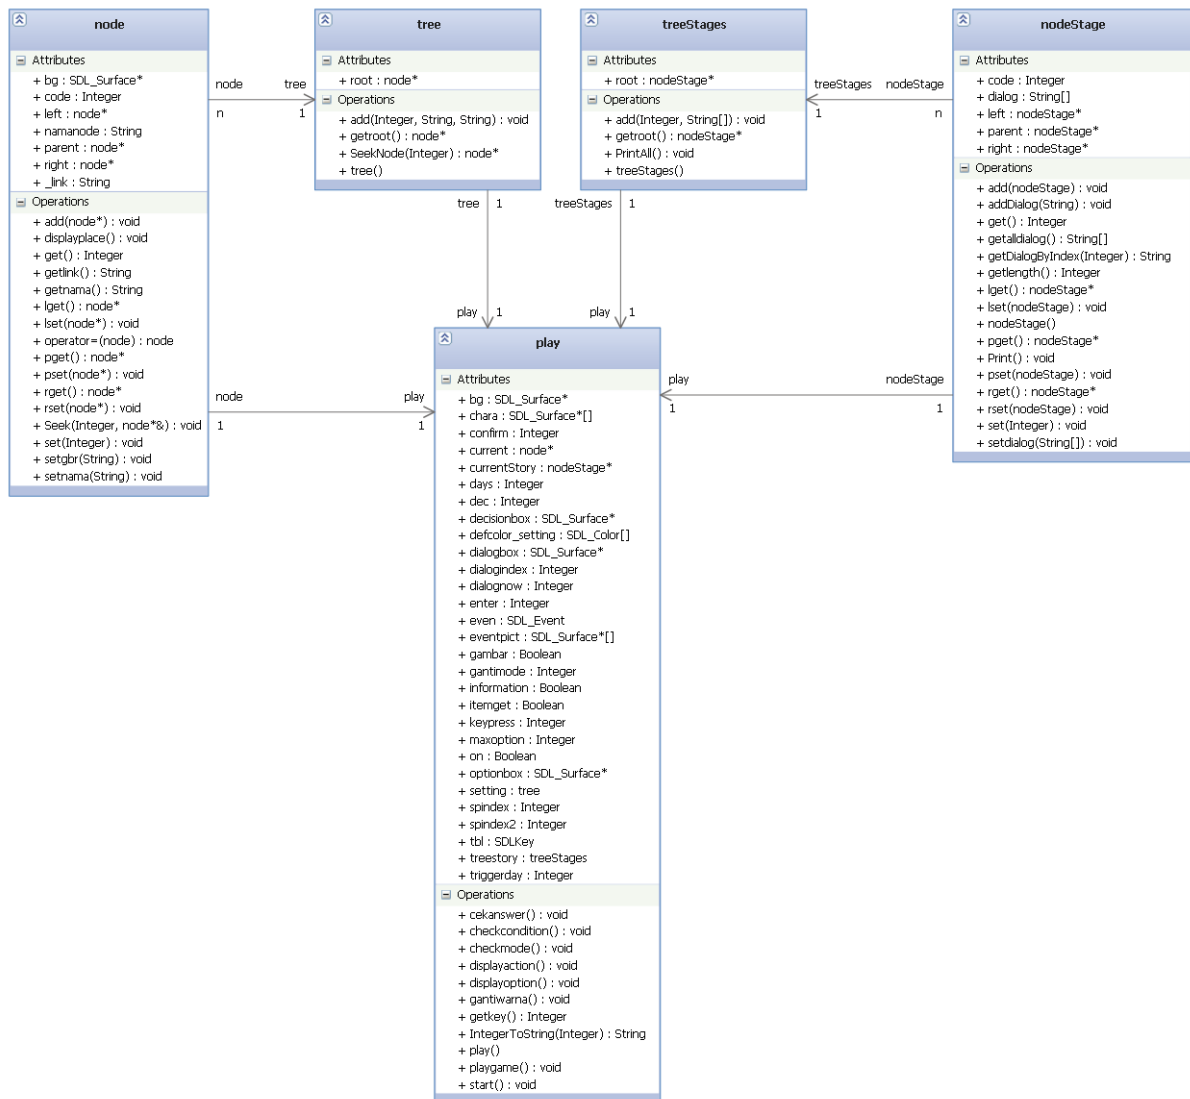 node
Attributes
+ bg : SDL_Surface*
+ code : Integer
+ left : node*
+ namanode : String
+ parent : node*
+ right : node*
+ _link : String
Operations
+ add(node*) : void
+ displayplace() : void
+ get() : Integer
+ getlink() : String
+ getnama() : String
+ lget() : node*
+ lset(node*) : void
+ operator=(node) : node
+ pget() : node*
+ pset(node*) : void
+ rget() : node*
+ rset(node*) : void
+ Seek(Integer, node*&) : void
+ set(Integer) : void
+ setgbr(String) : void
+ setnama(String) : void
node tree
n 1
tree
Attributes
+ root : node*
Operations
+ add(Integer, String, String) : void
+ getroot() : node*
+ SeekNode(Integer) : node*
+ tree()
treeStages
Attributes
+ root : nodeStage*
Operations
+ add(Integer, String[]) : void
+ getroot() : nodeStage*
+ PrintAll() : void
+ treeStages()
treeStages nodeStage
1 n
nodeStage
Attributes
+ code : Integer
+ dialog : String[]
+ left : nodeStage*
+ parent : nodeStage*
+ right : nodeStage*
Operations
+ add(nodeStage) : void
+ addDialog(String) : void
+ get() : Integer
+ getalldialog() : String[]
+ getDialogByIndex(Integer) : String
+ getlength() : Integer
+ lget() : nodeStage*
+ lset(nodeStage) : void
+ nodeStage()
+ pget() : nodeStage*
+ Print() : void
+ pset(nodeStage) : void
+ rget() : nodeStage*
+ rset(nodeStage) : void
+ set(Integer) : void
+ setdialog(String[]) : void
tree 1
play 1
treeStages 1
play 1
node play
1 1
play nodeStage
1 1
play
Attributes
+ bg : SDL_Surface*
+ chara : SDL_Surface*[]
+ confirm : Integer
+ current : node*
+ currentStory : nodeStage*
+ days : Integer
+ dec : Integer
+ decisionbox : SDL_Surface*
+ defcolor_setting : SDL_Color[]
+ dialogbox : SDL_Surface*
+ dialogindex : Integer
+ dialognow : Integer
+ enter : Integer
+ even : SDL_Event
+ eventpict : SDL_Surface*[]
+ gambar : Boolean
+ gantimode : Integer
+ information : Boolean
+ itemget : Boolean
+ keypress : Integer
+ maxoption : Integer
+ on : Boolean
+ optionbox : SDL_Surface*
+ setting : tree
+ spindex : Integer
+ spindex2 : Integer
+ tbl : SDLKey
+ treestory : treeStages
+ triggerday : Integer
Operations
+ cekanswer() : void
+ checkcondition() : void
+ checkmode() : void
+ displayaction() : void
+ displayoption() : void
+ gantiwarna() : void
+ getkey() : Integer
+ IntegerToString(Integer) : String
+ play()
+ playgame() : void
+ start() : void